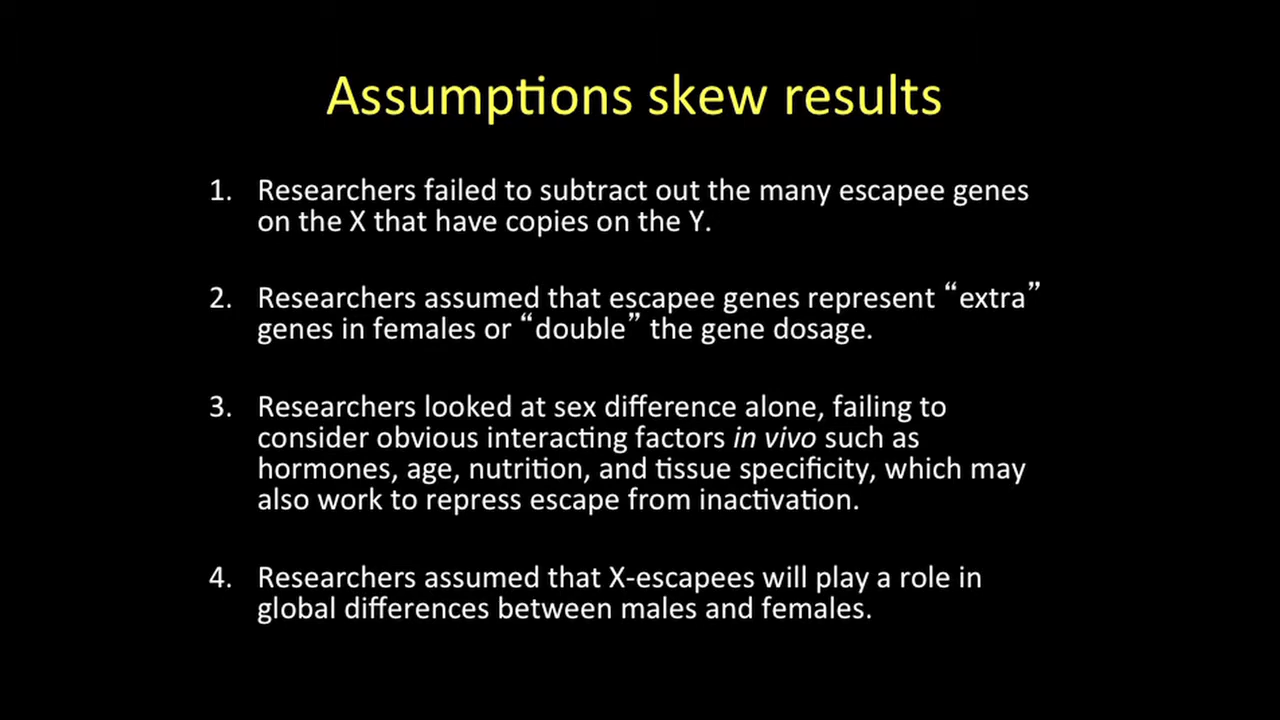 Assumptions skew results
1. Researchers failed to subtract out the many escapee genes
on the X that have copies on the Y.
2. Researchers assumed that escapee genes represent “extra”
genes in females or “double” the gene dosage.
3. Researchers looked at sex difference alone, failing to
consider obvious interacting factors in vivo such as
hormones, age, nutrition, and tissue specificity, which may
also work to repress escape from inactivation.
4. Researchers assumed that X-escapees will play a role in
global differences between males and females.